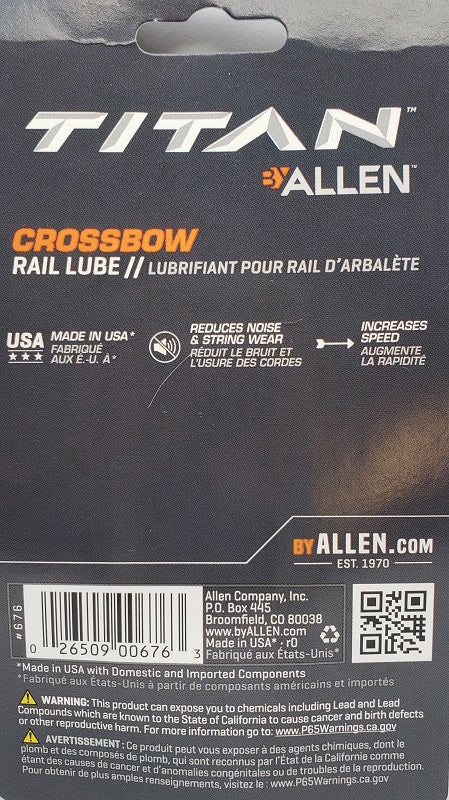 TITAN™
BY ALLEN™
CROSSBOW
RAIL LUBE // LUBRIFIANT POUR RAIL D'ARBALÈTE
USA
MADE IN USA*
FABRIQUÉ
AUX É.-U. À*
REDUCES NOISE
& STRING WEAR
RÉDUIT LE BRUIT ET
L'USURE DES CORDES
INCREASES
SPEED
AUGMENTE
LA RAPIDITÉ
BYALLEN.COM
EST. 1970
#676
0 26509 00676 3
Allen Company, Inc.
P.O. Box 445
Broomfield, CO 80038
www.byALLEN.com
Made in USA* · r0
Fabriqué aux États-Unis*
*Made in USA with Domestic and Imported Components
*Fabriqué aux États-Unis à partir de composants américains et importés
WARNING: This product can expose you to chemicals including Lead and Lead
Compounds which are known to the State of California to cause cancer and birth defects
or other reproductive harm. For more information go to: www.P65Warnings.ca.gov
AVERTISSEMENT : Ce produit peut vous exposer à des agents chimiques, dont le
plomb et des composés de plomb, qui sont reconnus par l'État de la Californie comme
étant des causes de cancer et d'anomalies congénitales ou de troubles de la reproduction.
Pour obtenir de plus amples renseignements, visitez le : www.P65Warnings.ca.gov